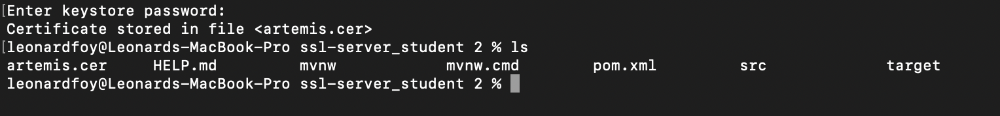 [Enter keystore password:
Certificate stored in file <artemis.cer>
[leonardfoy@Leonards-MacBook-Pro ssl-server_student 2 % ls
artemis.cer HELP.md mvnw mvnw.cmd pom.xml src target
leonardfoy@Leonards-MacBook-Pro ssl-server_student 2 %